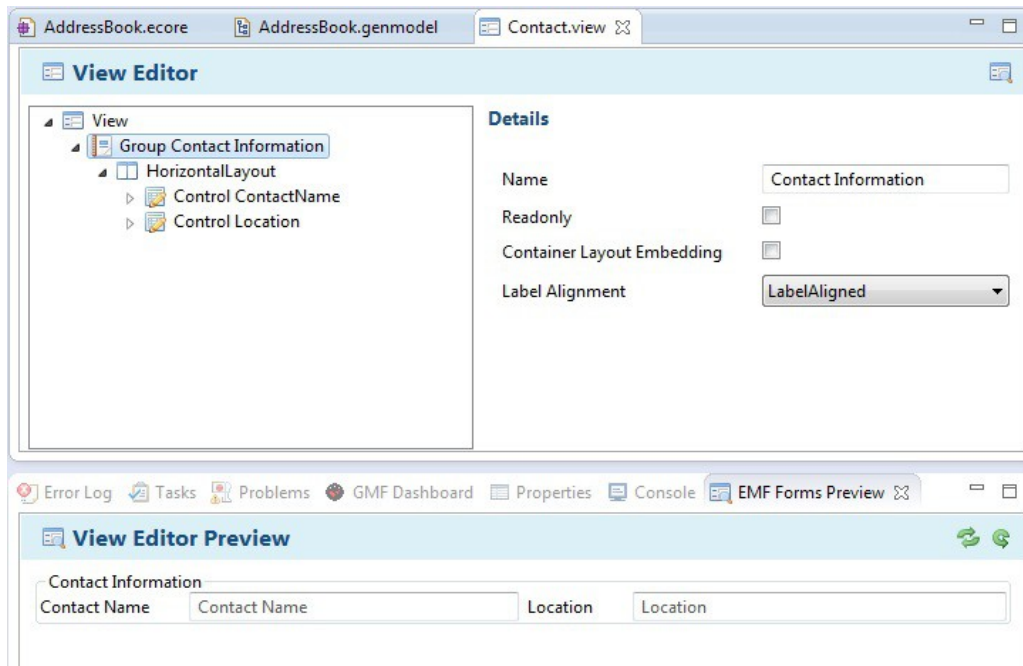 AddressBook.ecore AddressBook.genmodel Contact.view
View Editor
View
Group Contact Information
HorizontalLayout
Control ContactName
Control Location
Details
Name Contact Information
Readonly
Container Layout Embedding
Label Alignment LabelAligned
Error Log Tasks Problems GMF Dashboard Properties Console EMF Forms Preview
View Editor Preview
Contact Information
Contact Name Contact Name Location Location